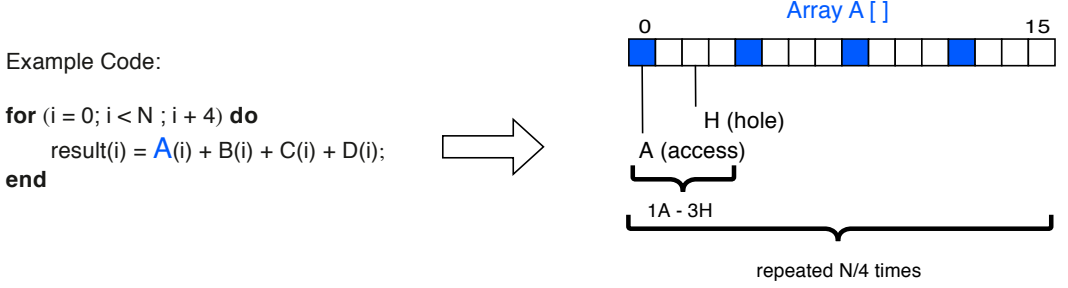 Example Code:
for (i = 0; i < N ; i + 4) do
result(i) = A(i) + B(i) + C(i) + D(i);
end
Array A [ ]
0
15
H (hole)
A (access)
1A - 3H
repeated N/4 times